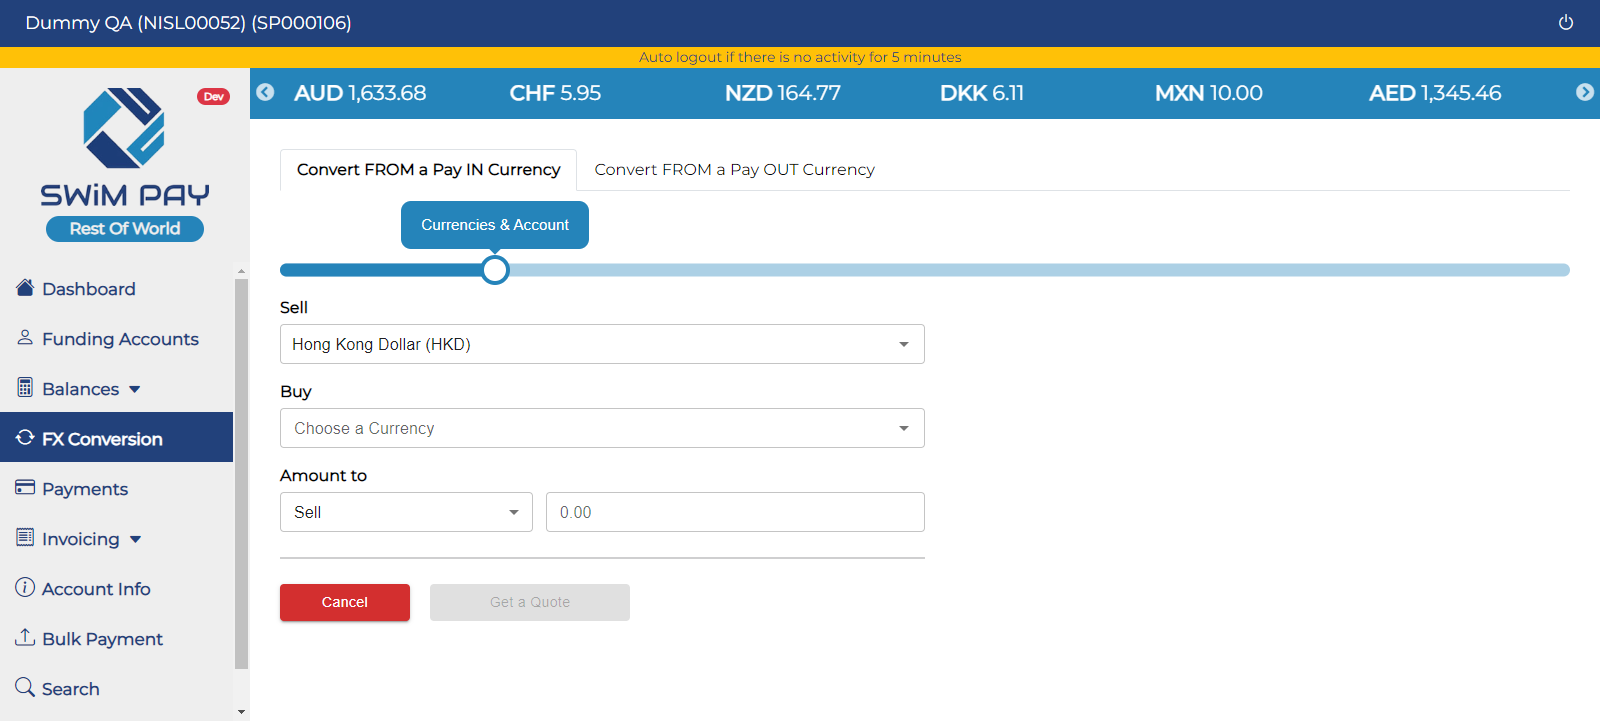 Dummy QA (NISL00052) (SP000106)
Auto logout if there is no activity for 5 minutes
Dev
SWiM PAY
Rest Of World
AUD 1,633.68 CHF 5.95 NZD 164.77 DKK 6.11 MXN 10.00 AED 1,345.46
Dashboard
Funding Accounts
Balances
FX Conversion
Payments
Invoicing
Account Info
Bulk Payment
Search
Convert FROM a Pay IN Currency Convert FROM a Pay OUT Currency
Currencies & Account
Sell
Hong Kong Dollar (HKD)
Buy
Choose a Currency
Amount to
Sell 0.00
Cancel Get a Quote